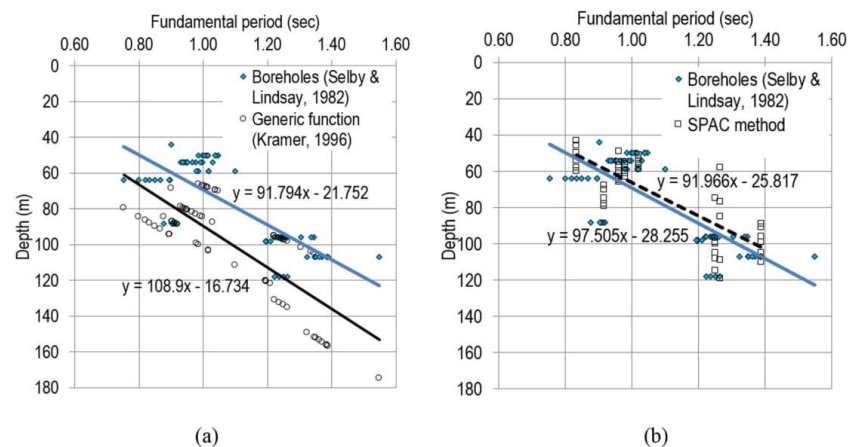 Fundamental period (sec)
0.60 0.80 1.00 1.20 1.40 1.60
0
20
40
60
80
100
120
140
160
180
Depth (m)
Boreholes (Selby &
Lindsay, 1982)
Generic function
(Kramer, 1996)
y = 91.794x - 21.752
y = 108.9x - 16.734
(a)
Fundamental period (sec)
0.60 0.80 1.00 1.20 1.40 1.60
0
20
40
60
80
100
120
140
160
180
Depth (m)
Boreholes (Selby &
Lindsay, 1982)
SPAC method
y = 91.966x - 25.817
y = 97.505x - 28.255
(b)